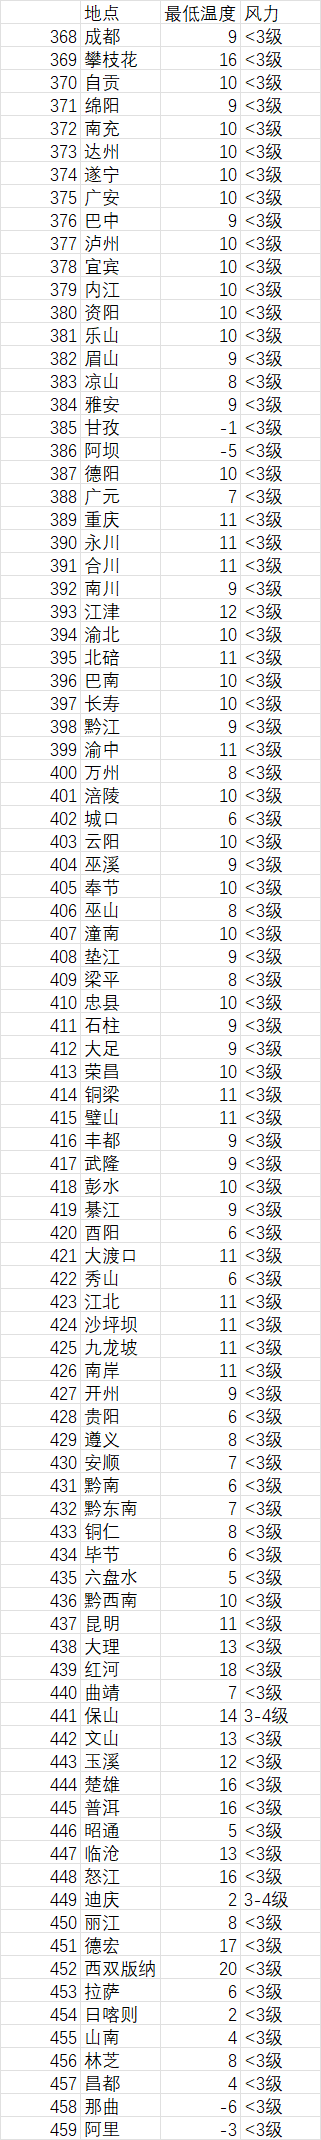 地点 最低温度 风力
368 成都 9 <3级
369 攀枝花 16 <3级
370 自贡 10 <3级
371 绵阳 9 <3级
372 南充 10 <3级
373 达州 10 <3级
374 遂宁 10 <3级
375 广安 10 <3级
376 巴中 9 <3级
377 泸州 10 <3级
378 宜宾 10 <3级
379 内江 10 <3级
380 资阳 10 <3级
381 乐山 10 <3级
382 眉山 9 <3级
383 凉山 8 <3级
384 雅安 9 <3级
385 甘孜 -1 <3级
386 阿坝 -5 <3级
387 德阳 10 <3级
388 广元 7 <3级
389 重庆 11 <3级
390 永川 11 <3级
391 合川 11 <3级
392 南川 9 <3级
393 江津 12 <3级
394 渝北 10 <3级
395 北碚 11 <3级
396 巴南 10 <3级
397 长寿 10 <3级
398 黔江 9 <3级
399 渝中 11 <3级
400 万州 8 <3级
401 涪陵 10 <3级
402 城口 6 <3级
403 云阳 10 <3级
404 巫溪 9 <3级
405 奉节 10 <3级
406 巫山 8 <3级
407 潼南 10 <3级
408 垫江 9 <3级
409 梁平 8 <3级
410 忠县 10 <3级
411 石柱 9 <3级
412 大足 9 <3级
413 荣昌 10 <3级
414 铜梁 11 <3级
415 璧山 11 <3级
416 丰都 9 <3级
417 武隆 9 <3级
418 彭水 10 <3级
419 綦江 9 <3级
420 酉阳 6 <3级
421 大渡口 11 <3级
422 秀山 6 <3级
423 江北 11 <3级
424 沙坪坝 11 <3级
425 九龙坡 11 <3级
426 南岸 11 <3级
427 开州 9 <3级
428 贵阳 6 <3级
429 遵义 8 <3级
430 安顺 7 <3级
431 黔南 6 <3级
432 黔东南 7 <3级
433 铜仁 8 <3级
434 毕节 6 <3级
435 六盘水 5 <3级
436 黔西南 10 <3级
437 昆明 11 <3级
438 大理 13 <3级
439 红河 18 <3级
440 曲靖 7 <3级
441 保山 14 3-4级
442 文山 13 <3级
443 玉溪 12 <3级
444 楚雄 16 <3级
445 普洱 16 <3级
446 昭通 5 <3级
447 临沧 13 <3级
448 怒江 16 <3级
449 迪庆 2 3-4级
450 丽江 8 <3级
451 德宏 17 <3级
452 西双版纳 20 <3级
453 拉萨 6 <3级
454 日喀则 2 <3级
455 山南 4 <3级
456 林芝 8 <3级
457 昌都 4 <3级
458 那曲 -6 <3级
459 阿里 -3 <3级